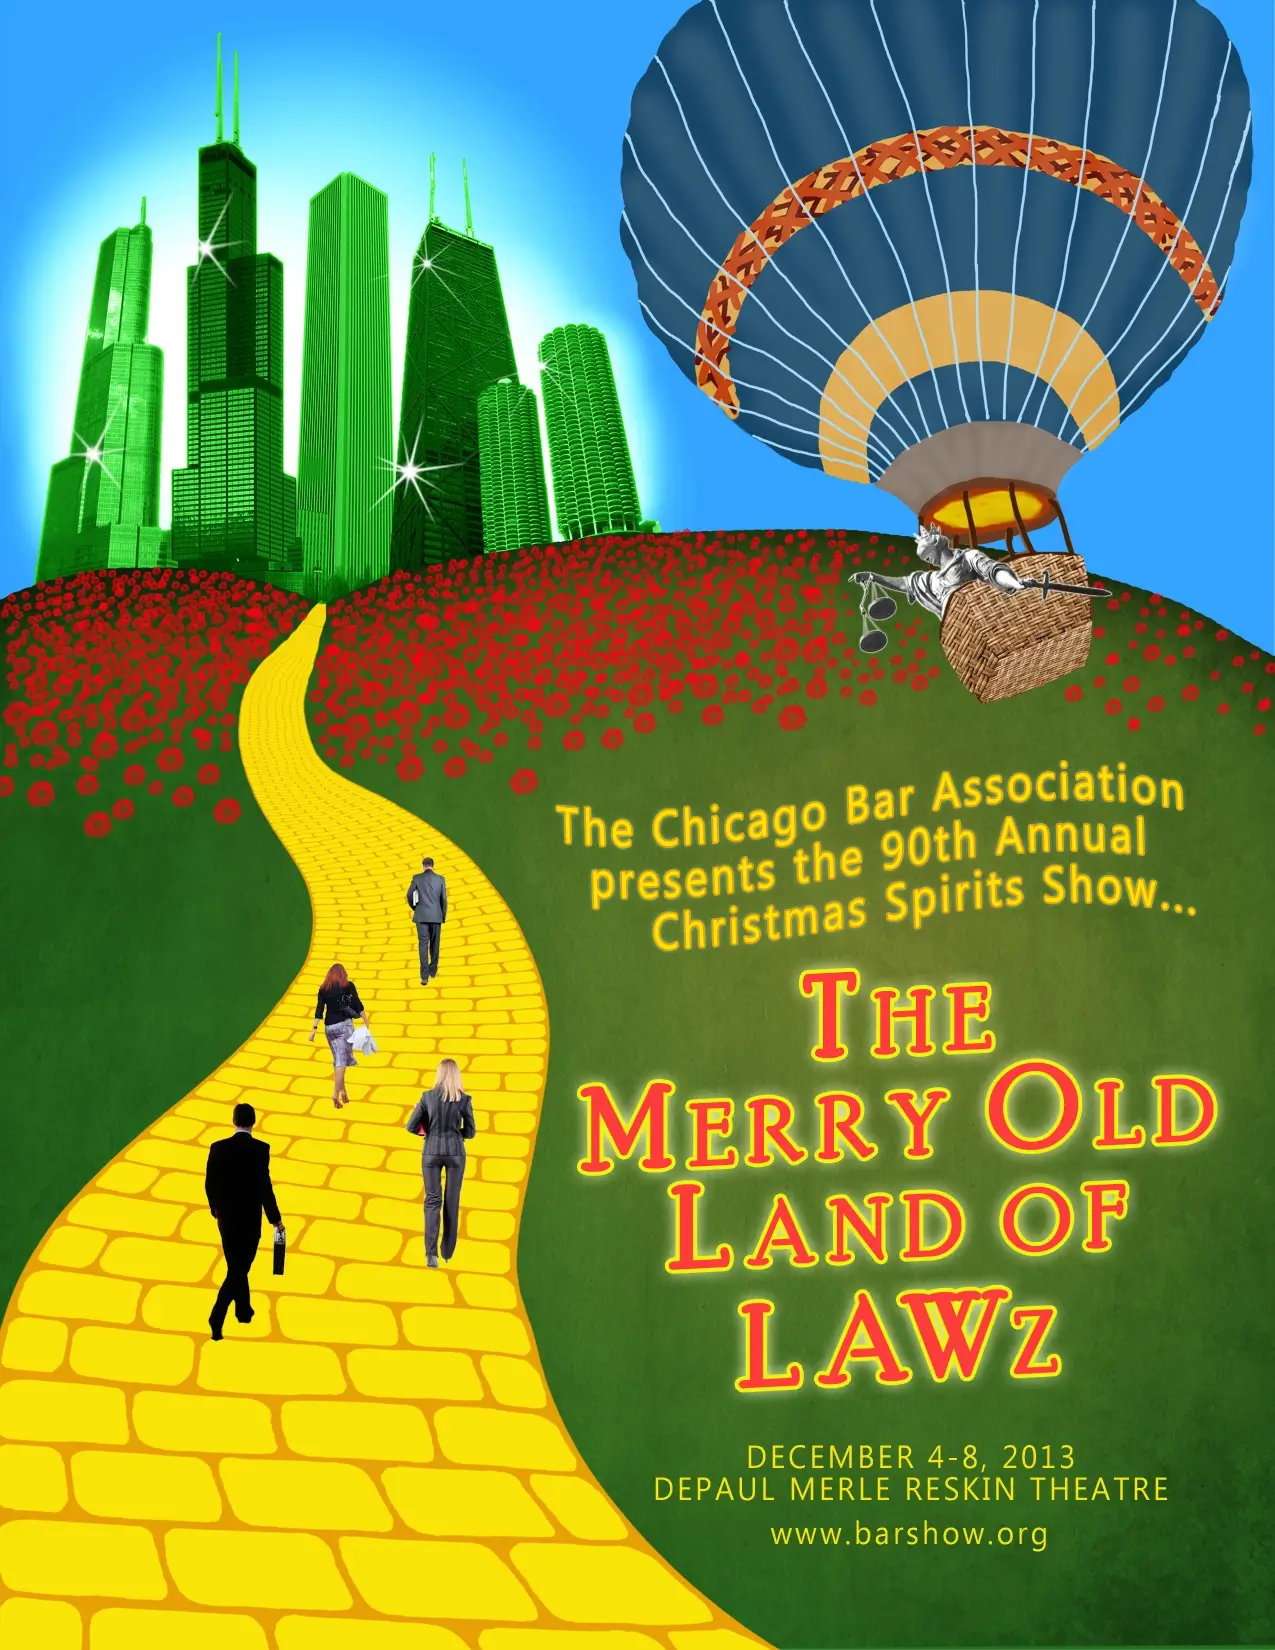 The Chicago Bar Association
presents the 90th Annual
Christmas Spirits Show...
THE
MERRY OLD
LAND OF
LAWZ
DECEMBER 4-8, 2013
DEPAUL MERLE RESKIN THEATRE
www.barshow.org